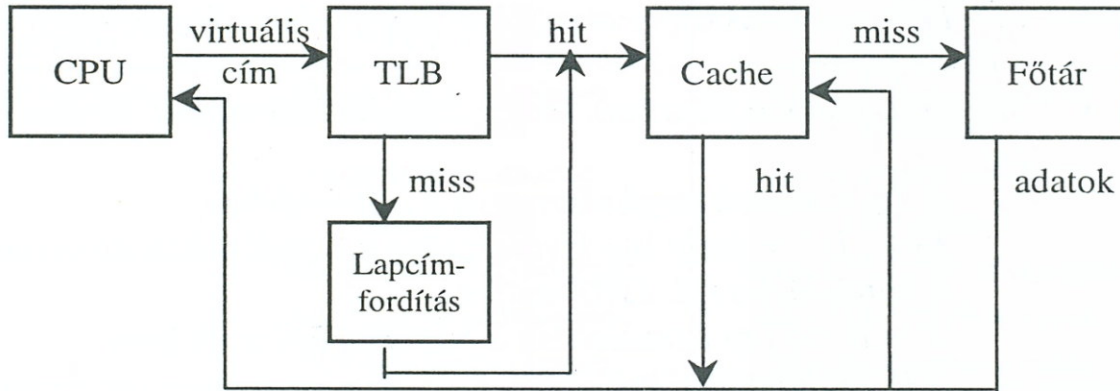 virtuális
hit
miss
CPU
cím
TLB
Cache
Főtár
miss
hit
adatok
Lapcím-
fordítás